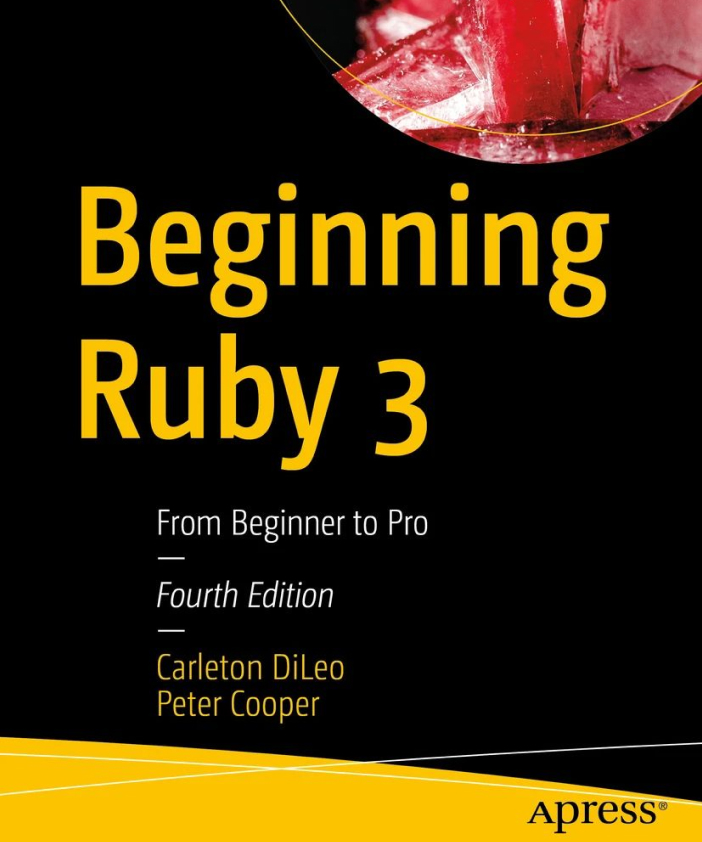 Beginning
Ruby 3
From Beginner to Pro
—
Fourth Edition
—
Carleton DiLeo
Peter Cooper
Apress®